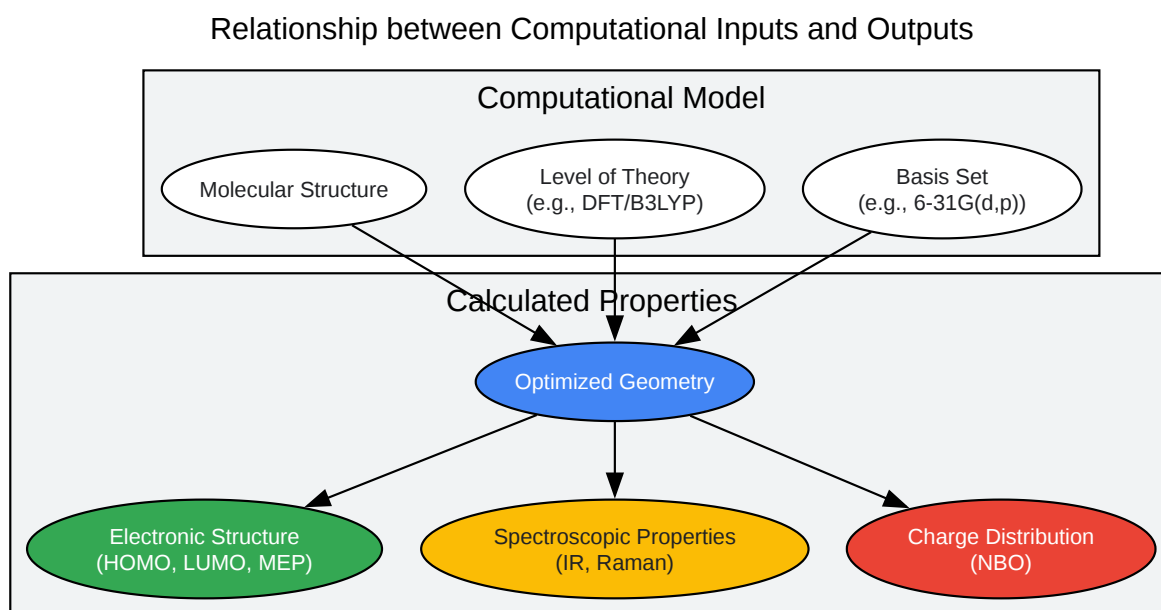 Relationship between Computational Inputs and Outputs
Computational Model
Molecular Structure
Level of Theory
(e.g., DFT/B3LYP)
Basis Set
(e.g., 6-31G(d,p))
Calculated Properties
Optimized Geometry
Electronic Structure
(HOMO, LUMO, MEP)
Spectroscopic Properties
(IR, Raman)
Charge Distribution
(NBO)